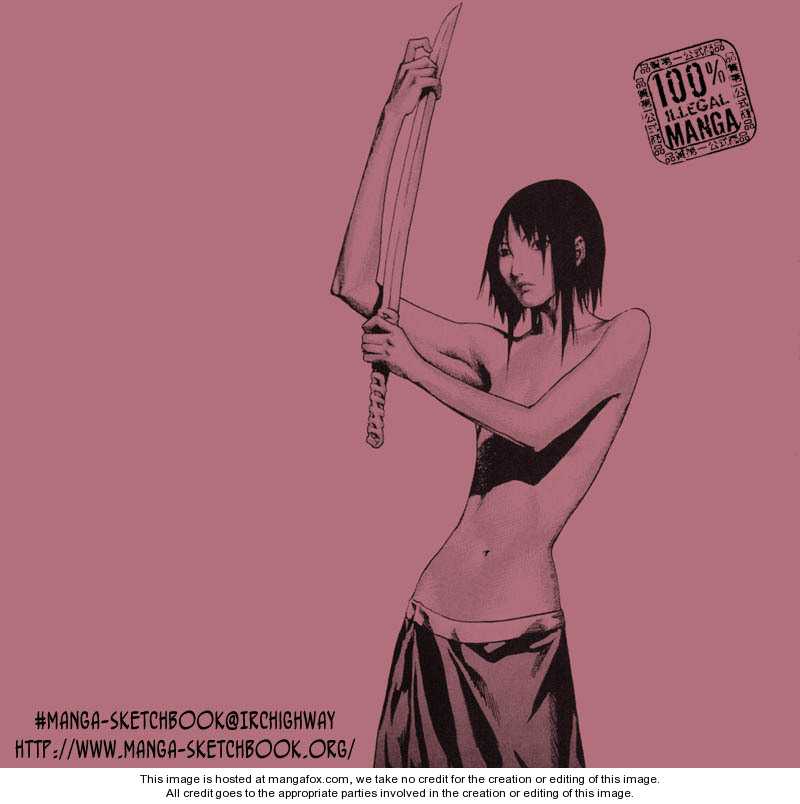 100%
ILLEGAL
MANGA
#MANGA-SKETCHBOOK@IRCHIGHWAY
HTTP://WWW.MANGA-SKETCHBOOK.ORG/
This image is hosted at mangafox.com, we take no credit for the creation or editing of this image.
All credit goes to the appropriate parties involved in the creation or editing of this image.